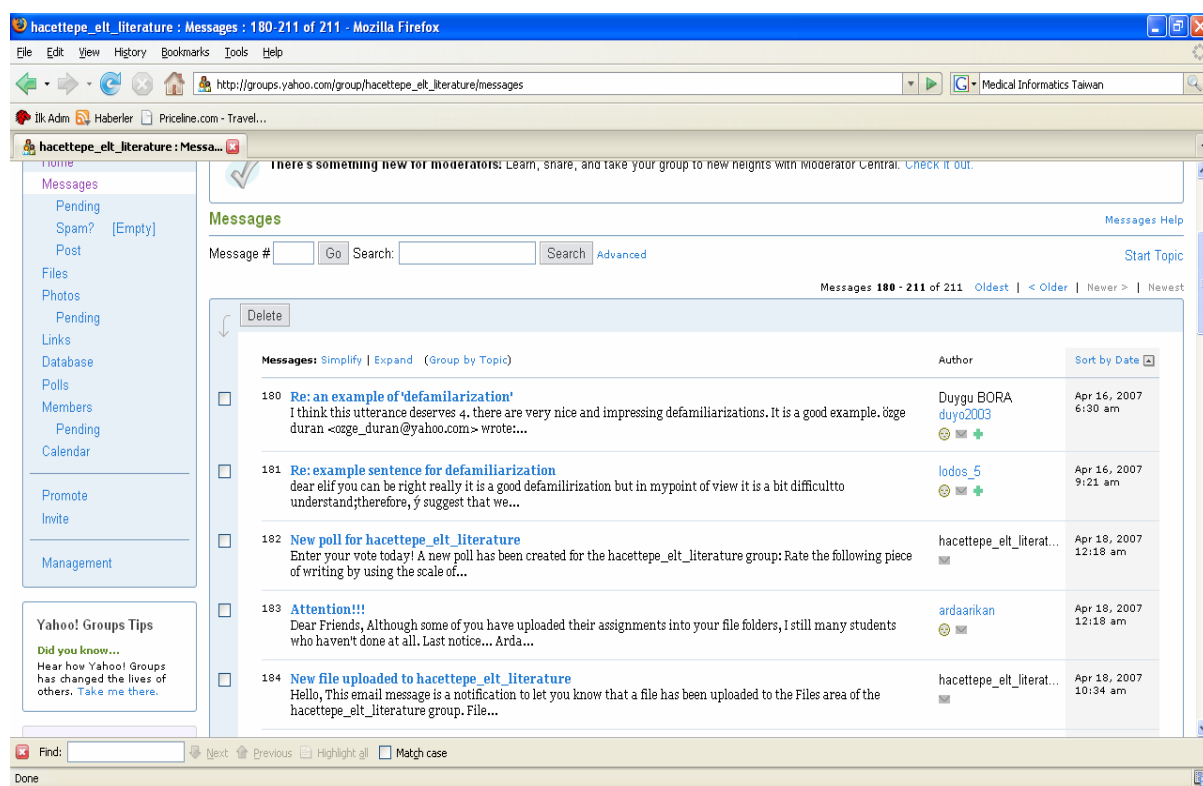 hacettepe_elt_literature : Messages : 180-211 of 211 - Mozilla Firefox
File Edit View History Bookmarks Tools Help
http://groups.yahoo.com/group/hacettepe_elt_literature/messages
Medical Informatics Taiwan
İlk Adım Haberler Priceline.com - Travel...
hacettepe_elt_literature : Messa...
Home
Messages
Pending
Spam? [Empty]
Post
Files
Photos
Pending
Links
Database
Polls
Members
Pending
Calendar
Promote
Invite
Management
Yahoo! Groups Tips
Did you know...
Hear how Yahoo! Groups
has changed the lives of
others. Take me there.
There's something new for moderators! Learn, share, and take your group to new heights with Moderator Central. Check it out.
Messages
Messages Help
Message # Go Search: Search Advanced
Start Topic
Messages 180 - 211 of 211 Oldest | < Older | Newer > | Newest
Delete
Messages: Simplify | Expand (Group by Topic) Author Sort by Date
180 Re: an example of 'defamilarization'
I think this utterance deserves 4. there are very nice and impressing defamiliarizations. It is a good example. özge
duran <ozge_duran@yahoo.com> wrote:...
Duygu BORA
duyo2003
Apr 16, 2007
6:30 am
181 Re: example sentence for defamiliarization
dear elif you can be right really it is a good defamilirization but in mypoint of view it is a bit difficultto
understand;therefore, ý suggest that we...
lodos_5
Apr 16, 2007
9:21 am
182 New poll for hacettepe_elt_literature
Enter your vote today! A new poll has been created for the hacettepe_elt_literature group: Rate the following piece
of writing by using the scale of...
hacettepe_elt_literat...
Apr 18, 2007
12:18 am
183 Attention!!!
Dear Friends, Although some of you have uploaded their assignments into your file folders, I still many students
who haven't done at all. Last notice... Arda...
ardaarikan
Apr 18, 2007
12:18 am
184 New file uploaded to hacettepe_elt_literature
Hello, This email message is a notification to let you know that a file has been uploaded to the Files area of the
hacettepe_elt_literature group. File...
hacettepe_elt_literat...
Apr 18, 2007
10:34 am
Find: Next Previous Highlight all Match case
Done